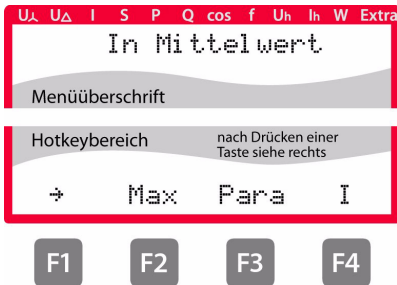 U⅄ U△ I S P Q cos f Uh Ih W Extra
In Mittelwert
Menüüberschrift
Hotkeybereich
nach Drücken einer
Taste siehe rechts
→ Max Para I
F1 F2 F3 F4